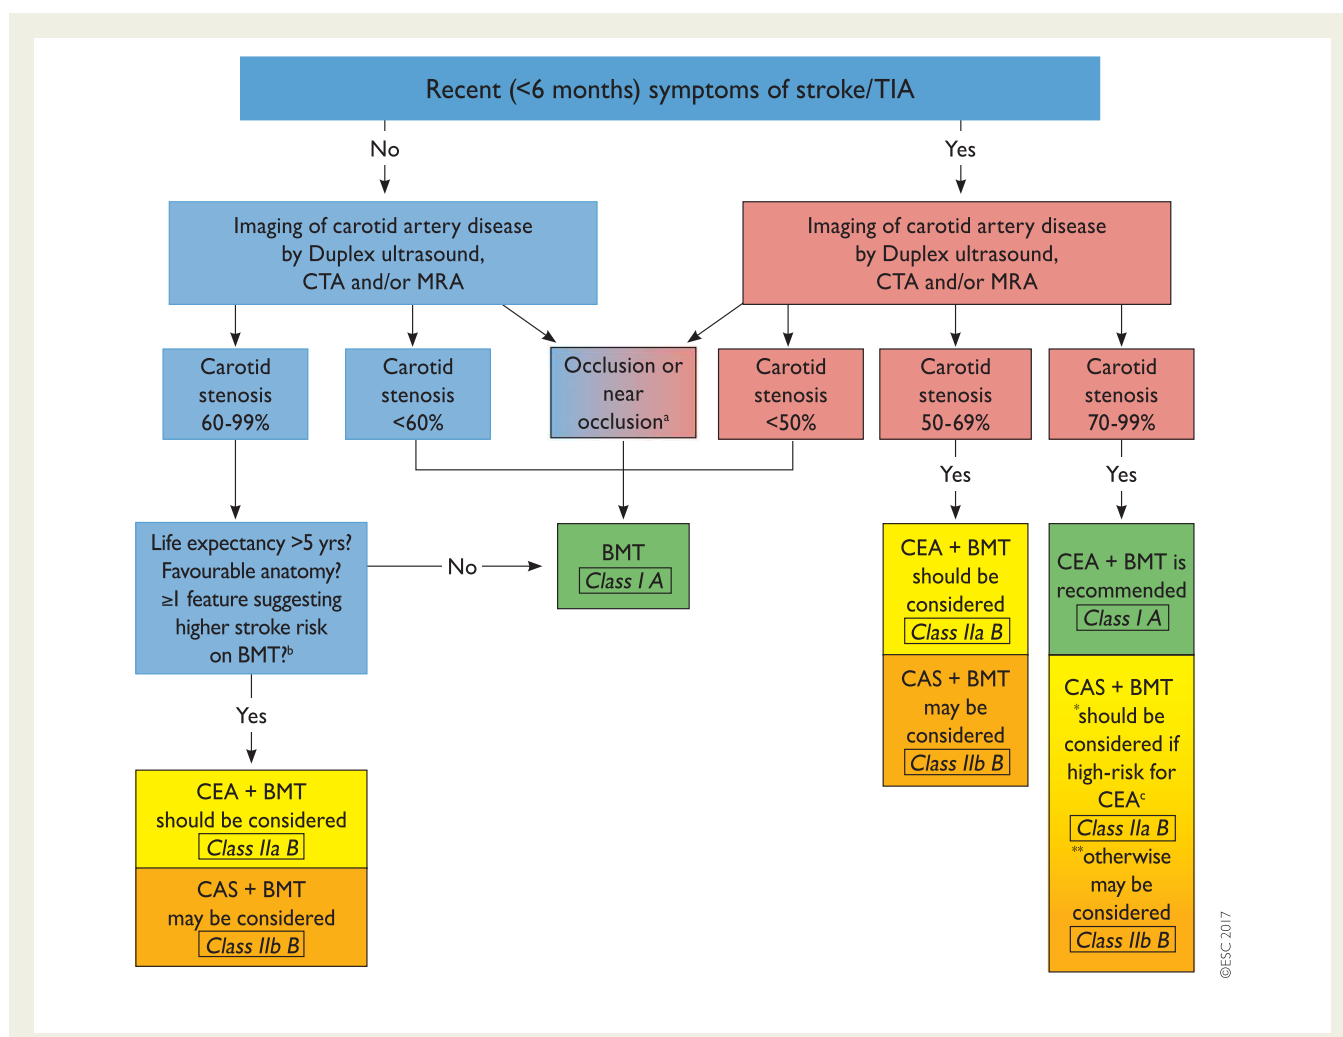 Recent (<6 months) symptoms of stroke/TIA
No
Yes
Imaging of carotid artery disease
by Duplex ultrasound,
CTA and/or MRA
Imaging of carotid artery disease
by Duplex ultrasound,
CTA and/or MRA
Carotid
stenosis
60-99%
Carotid
stenosis
<60%
Occlusion or
near
occlusionᵃ
Carotid
stenosis
<50%
Carotid
stenosis
50-69%
Carotid
stenosis
70-99%
Yes
Yes
Life expectancy >5 yrs?
Favourable anatomy?
≥1 feature suggesting
higher stroke risk
on BMT?ᵇ
No
BMT
Class I A
CEA + BMT
should be
considered
Class IIa B
CAS + BMT
may be
considered
Class IIb B
CEA + BMT is
recommended
Class I A
CAS + BMT
*should be
considered if
high-risk for
CEAᶜ
Class IIa B
**otherwise
may be
considered
Class IIb B
Yes
CEA + BMT
should be considered
Class IIa B
CAS + BMT
may be considered
Class IIb B
©ESC 2017